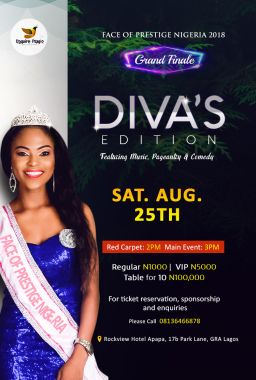 Esquire Magic
FACE OF PRESTIGE NIGERIA 2018
Grand Finale
DIVA'S
EDITION
Featuring Music, Pageantry & Comedy
SAT. AUG.
25TH
Red Carpet: 2PM Main Event: 3PM
Regular N1000 | VIP N5000
Table for 10 N100,000
For ticket reservation, sponsorship
and enquiries
Please Call : 08136466878
Rockview Hotel Apapa, 17b Park Lane, GRA Lagos
FACE OF PRESTIGE NIGERIA